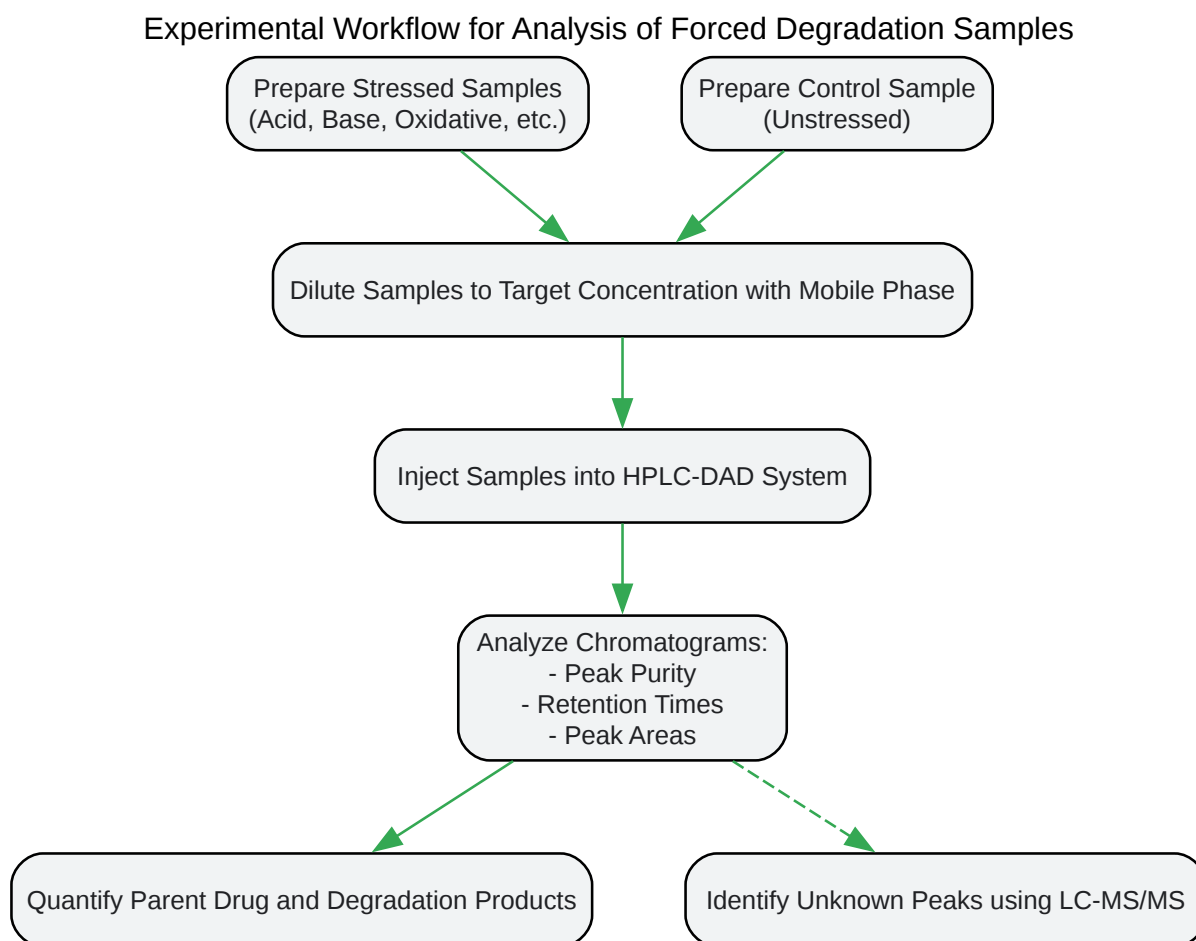 Experimental Workflow for Analysis of Forced Degradation Samples
Prepare Stressed Samples
(Acid, Base, Oxidative, etc.)
Prepare Control Sample
(Unstressed)
Dilute Samples to Target Concentration with Mobile Phase
Inject Samples into HPLC-DAD System
Analyze Chromatograms:
- Peak Purity
- Retention Times
- Peak Areas
Quantify Parent Drug and Degradation Products
Identify Unknown Peaks using LC-MS/MS